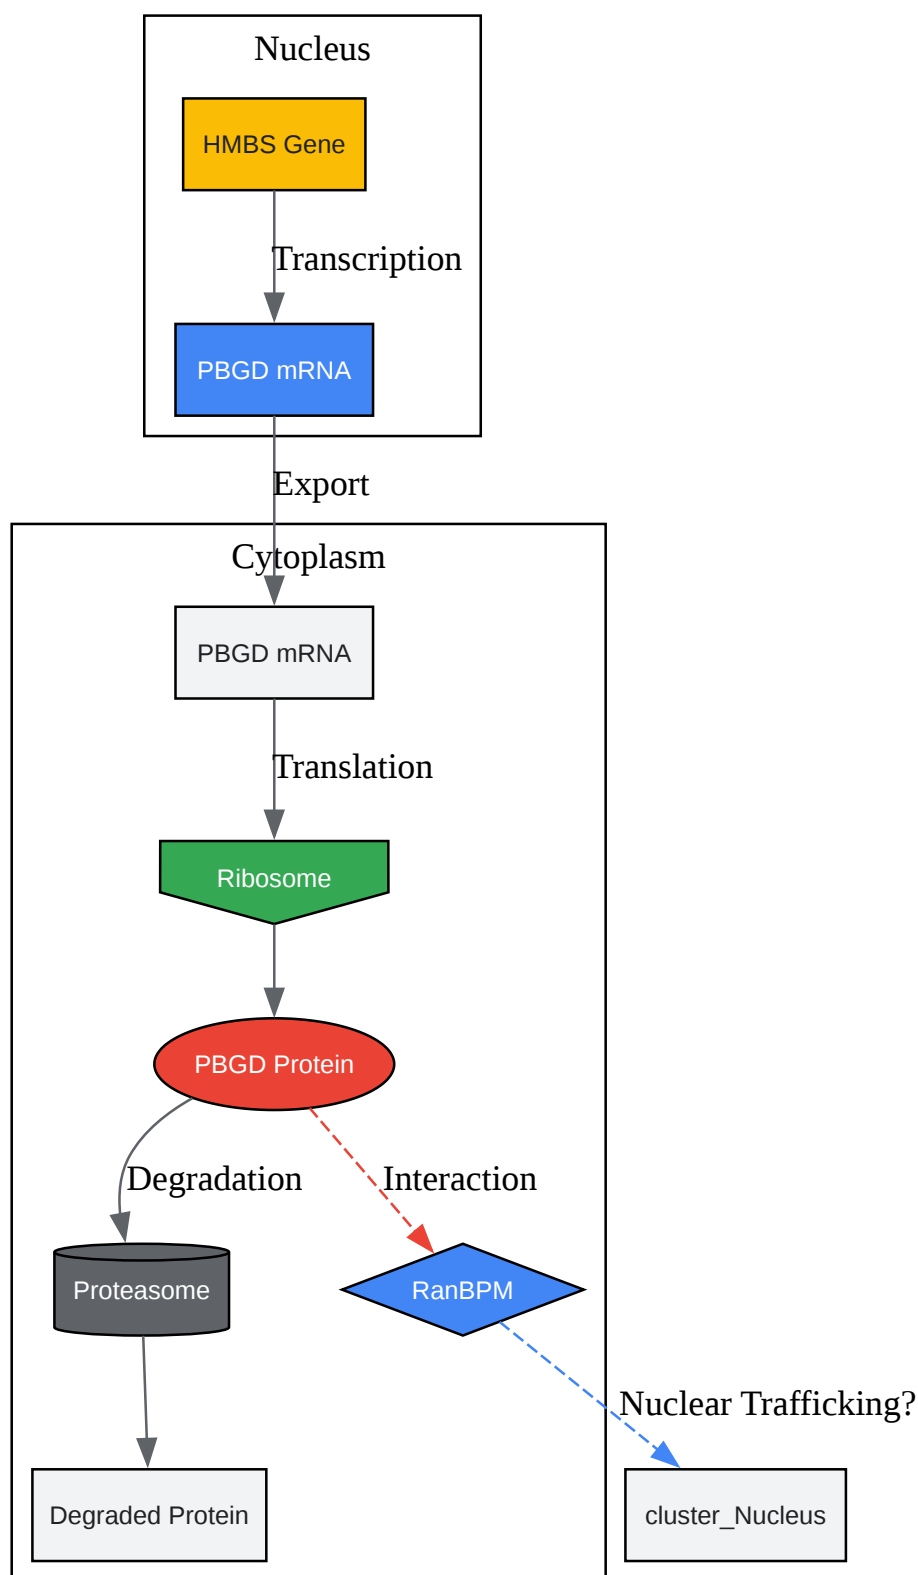 Nucleus
HMBS Gene
Transcription
PBGD mRNA
Export
Cytoplasm
PBGD mRNA
Translation
Ribosome
PBGD Protein
Degradation
Interaction
Proteasome
RanBPM
Nuclear Trafficking?
Degraded Protein
cluster_Nucleus